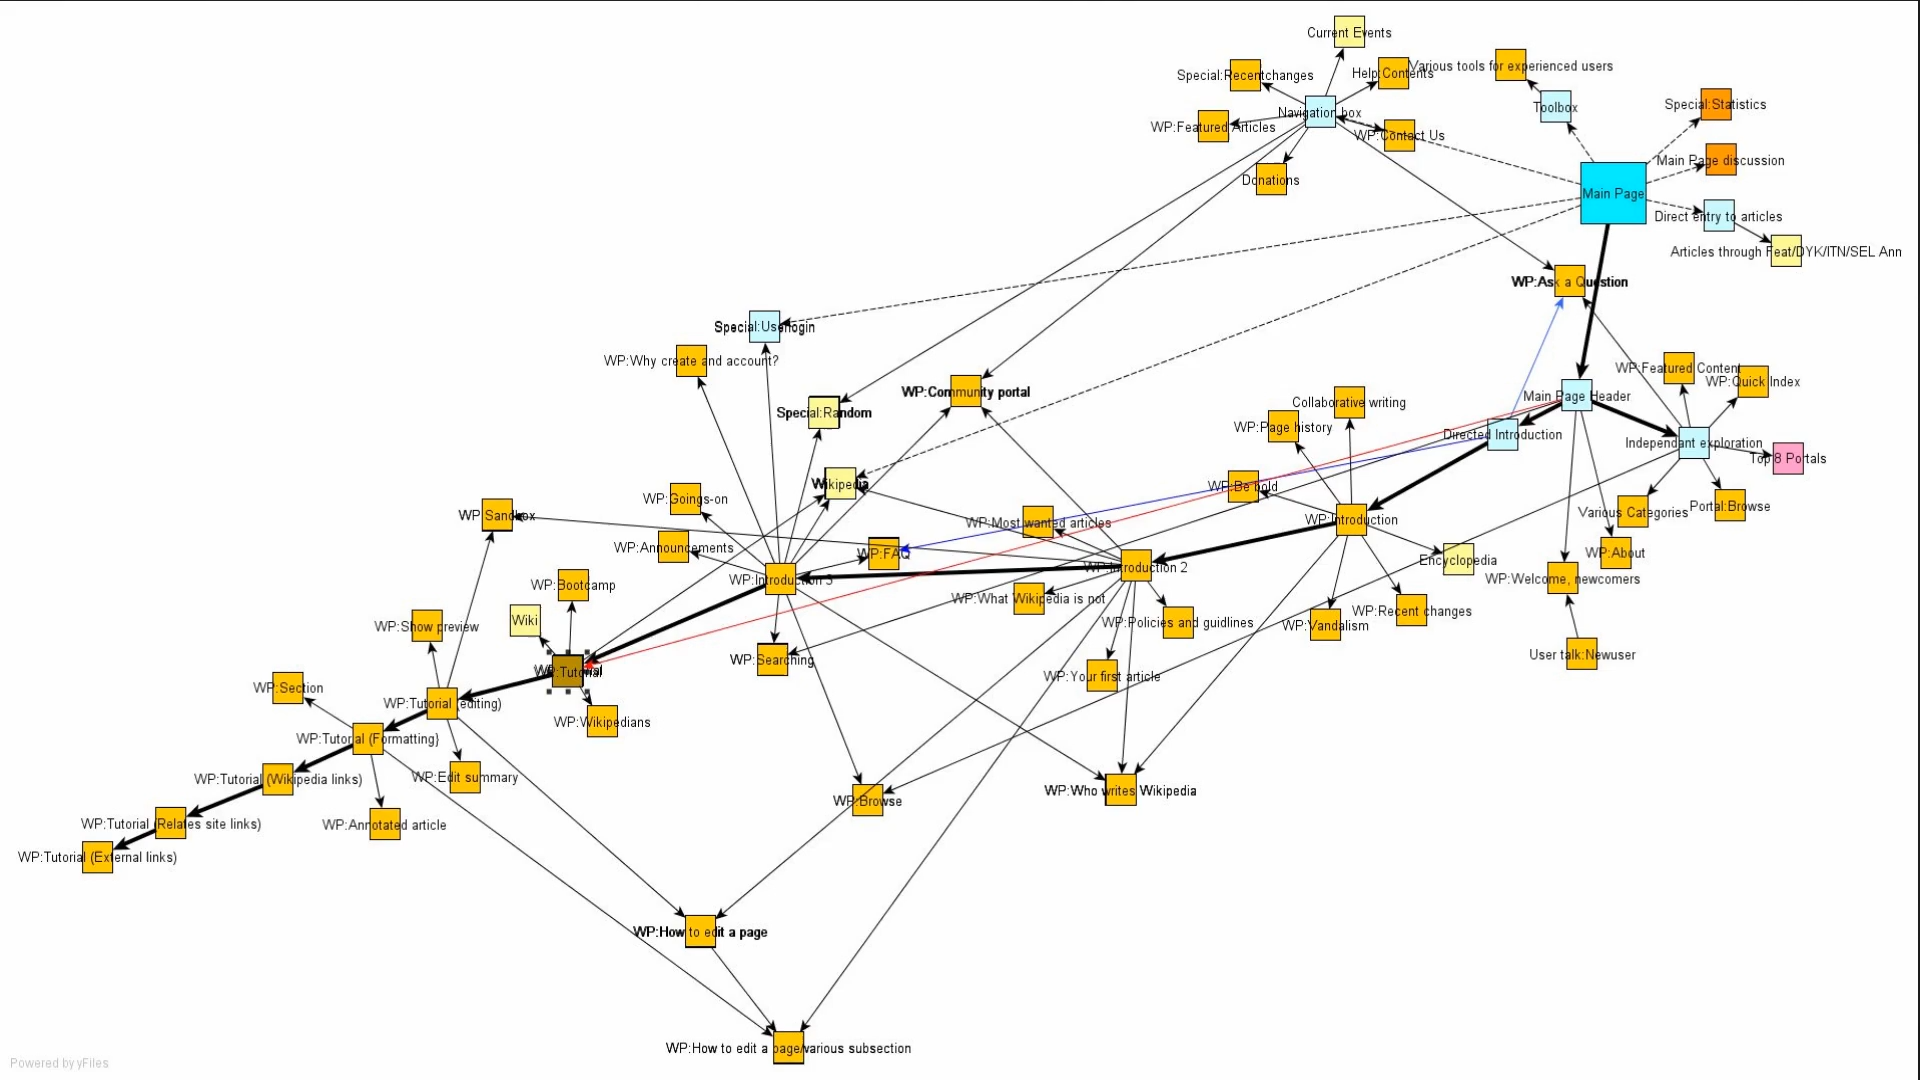 Current Events
Special:Recentchanges
Help:Contents
Various tools for experienced users
Toolbox
Special:Statistics
Navigation box
WP:Featured Articles
WP:Contact Us
Main Page discussion
Donations
Main Page
Direct entry to articles
Articles through Feat/DYK/ITN/SEL Ann
WP:Ask a Question
Special:Userlogin
WP:Why create and account?
WP:Featured Content
WP:Quick Index
WP:Community portal
Main Page Header
Collaborative writing
Special:Random
WP:Page history
Directed Introduction
Independant exploration
Top 8 Portals
Wikipedia
WP:Be bold
WP:Goings-on
Portal:Browse
Various Categories
WP:Sandbox
WP:Most wanted articles
WP:Introduction
WP:Announcements
WP:FAQ
WP:About
Encyclopedia
WP:Introduction 3
WP:Introduction 2
WP:Welcome, newcomers
WP:Bootcamp
WP:What Wikipedia is not
WP:Recent changes
Wiki
WP:Show preview
WP:Policies and guidlines
WP:Vandalism
User talk:Newuser
WP:Searching
WP:Tutorial
WP:Your first article
WP:Section
WP:Tutorial (editing)
WP:Wikipedians
WP:Tutorial (Formatting}
WP:Tutorial (Wikipedia links)
WP:Edit summary
WP:Who writes Wikipedia
WP:Browse
WP:Tutorial (Relates site links)
WP:Annotated article
WP:Tutorial (External links)
WP:How to edit a page
WP:How to edit a page/various subsection
Powered by yFiles